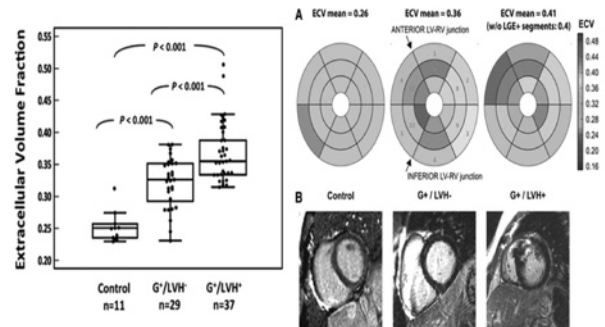 Extracellular Volume Fraction
0.55
0.50
0.45
0.40
0.35
0.30
0.25
0.20
P < 0.001
P < 0.001
P < 0.001
Control
n=11
G⁺/LVH⁻
n=29
G⁺/LVH⁺
n=37
A
ECV mean = 0.26
ECV mean = 0.36
ECV mean = 0.41
(w/o LGE+ segments: 0.4)
ANTERIOR LV-RV junction
INFERIOR LV-RV junction
ECV
0.48
0.44
0.40
0.36
0.32
0.28
0.24
0.20
0.16
B
Control
G+ / LVH-
G+ / LVH+